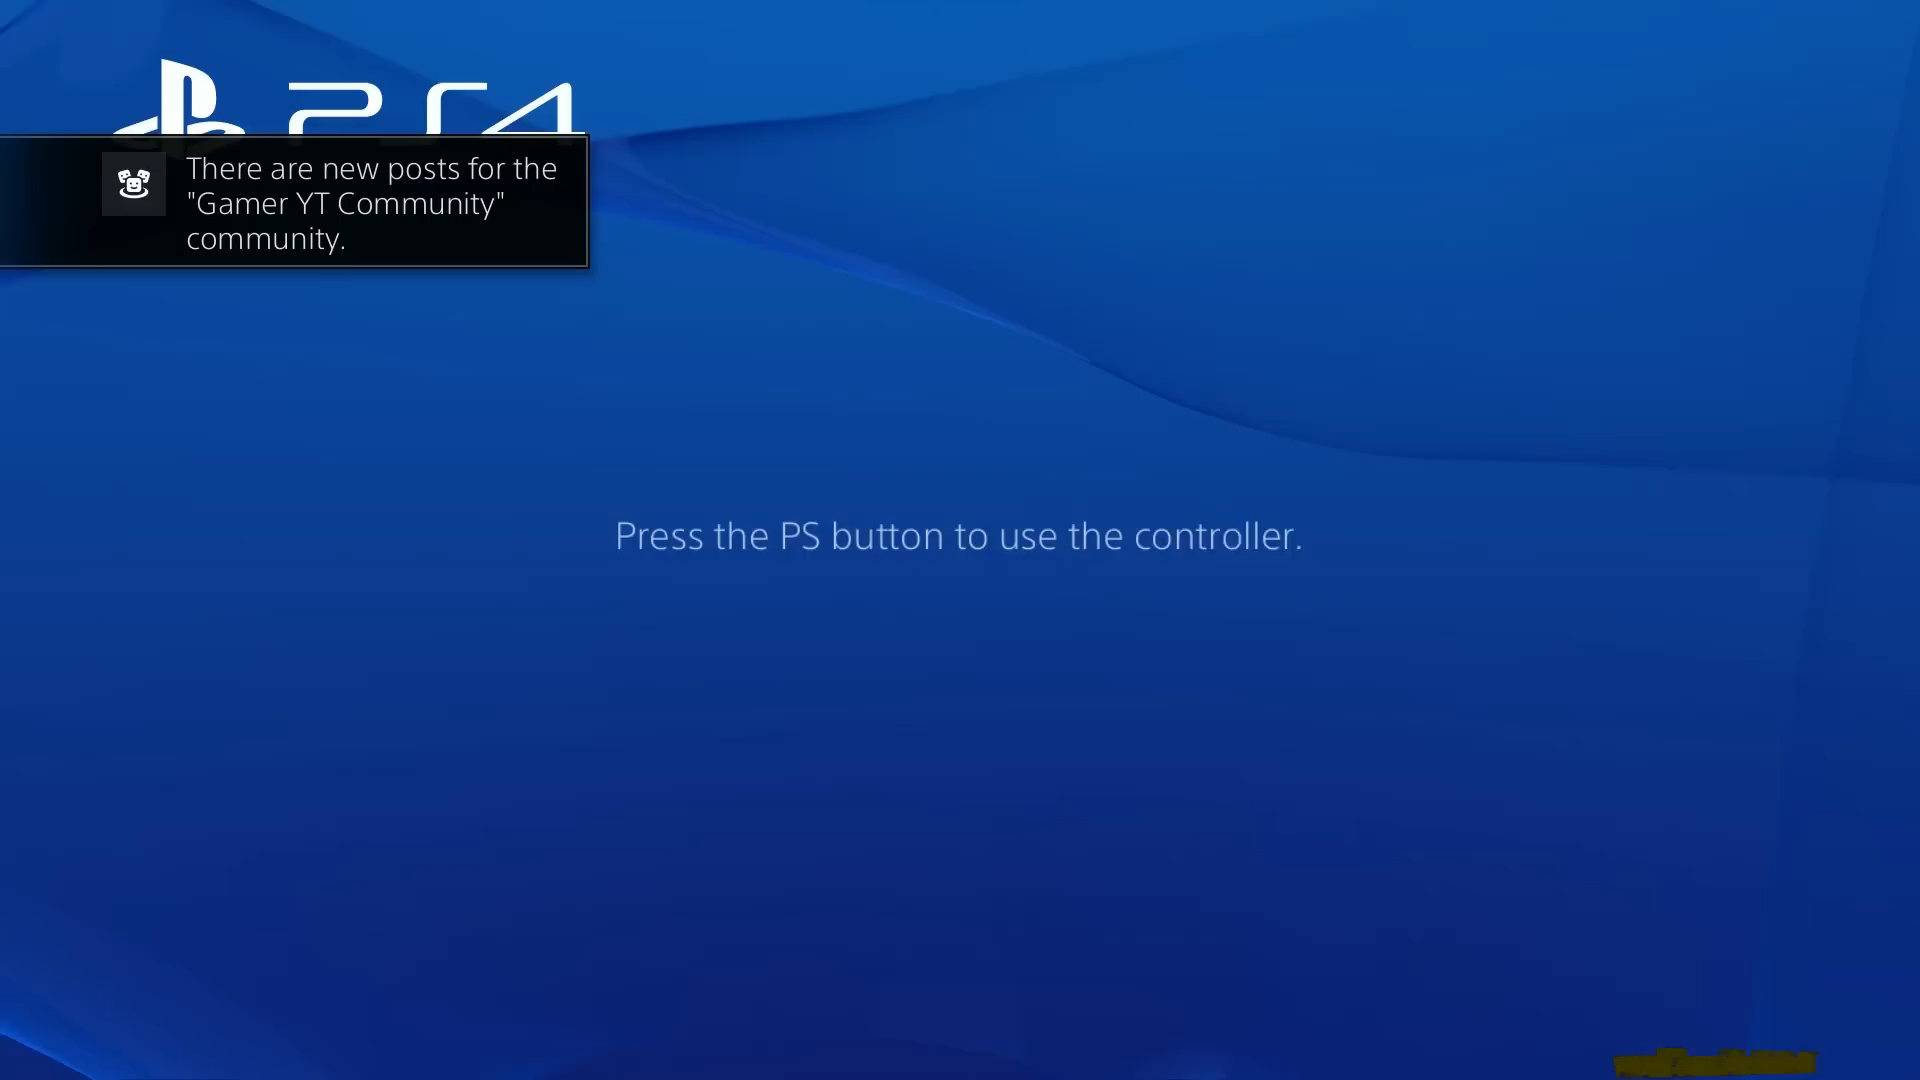 PS4
There are new posts for the
"Gamer YT Community"
community.
Press the PS button to use the controller.